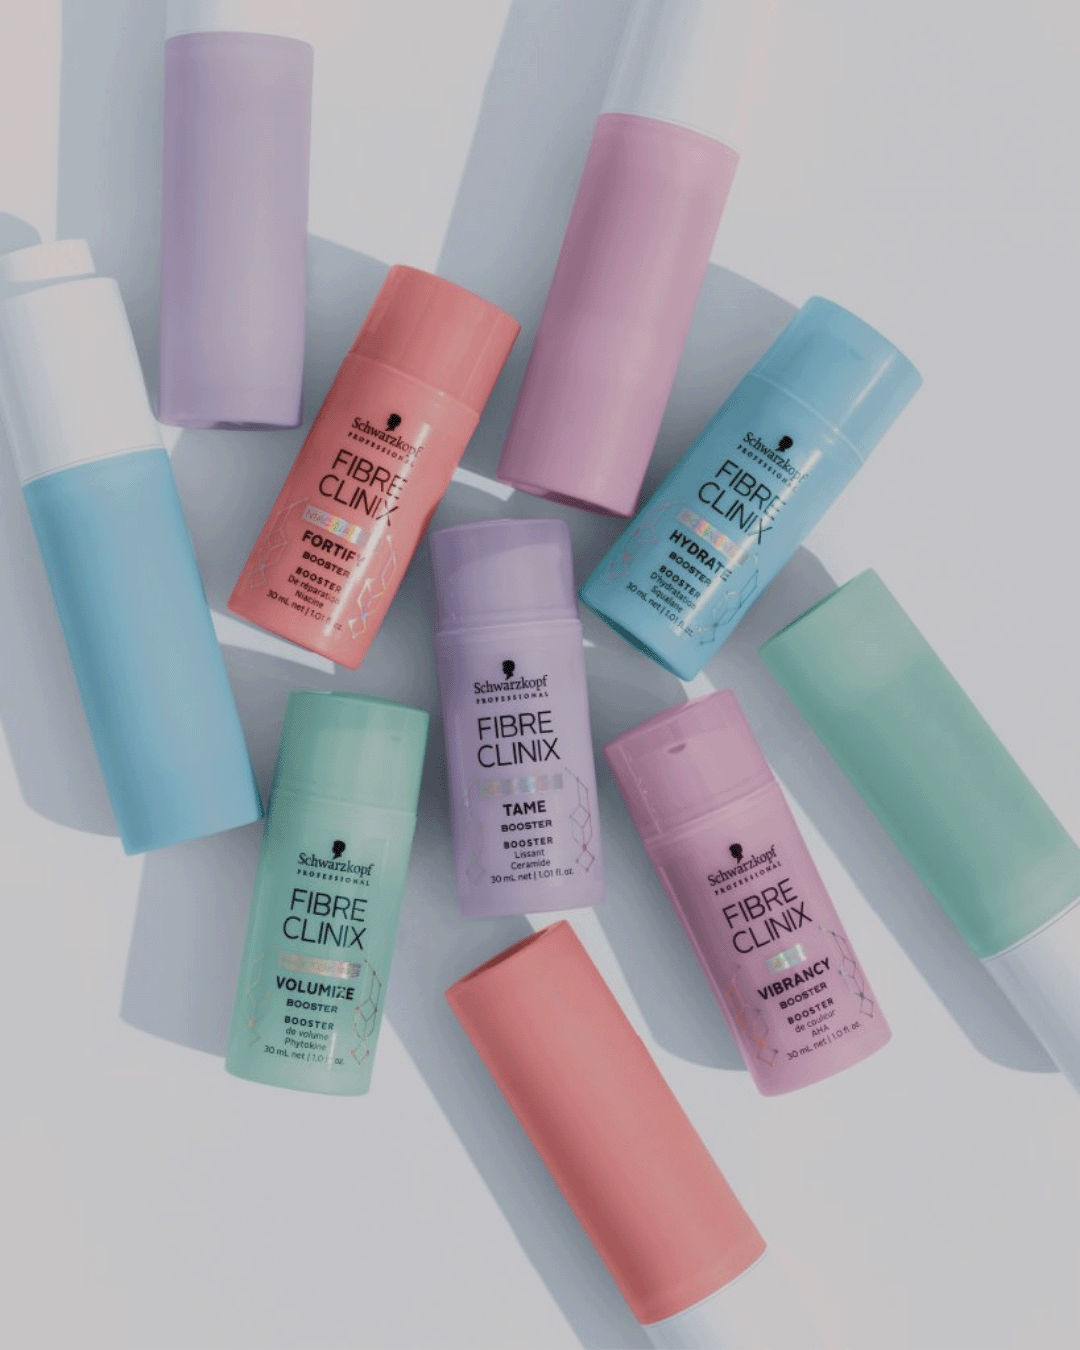 Schwarzkopf
PROFESSIONAL
FIBRE
CLINIX
FORTIFY
BOOSTER
BOOSTER
De réparation
Niacine
30 mL net | 1.01 fl. oz.
Schwarzkopf
PROFESSIONAL
FIBRE
CLINIX
HYDRATE
BOOSTER
BOOSTER
D'hydratation
Squalane
30 mL net | 1.01 fl. oz.
Schwarzkopf
PROFESSIONAL
FIBRE
CLINIX
TAME
BOOSTER
BOOSTER
Lissant
Ceramide
30 mL net | 1.01 fl. oz.
Schwarzkopf
PROFESSIONAL
FIBRE
CLINIX
VOLUMIZE
BOOSTER
BOOSTER
de volume
Phytokine
30 mL net | 1.0 fl. oz.
Schwarzkopf
PROFESSIONAL
FIBRE
CLINIX
VIBRANCY
BOOSTER
BOOSTER
de couleur
AHA
30 mL net | 1.0 fl. oz.